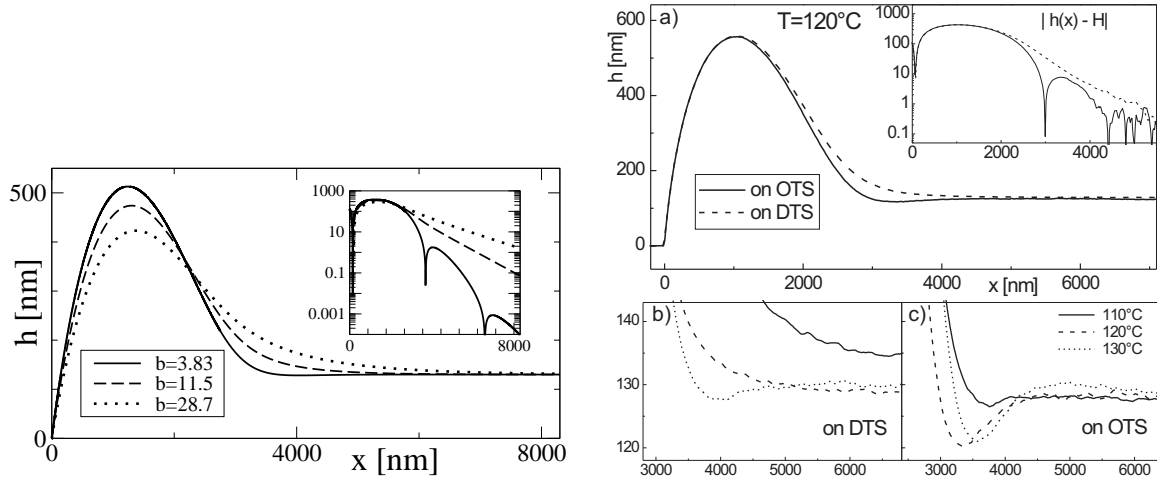 h [nm]
500
0
0
4000
8000
x [nm]
b=3.83
b=11.5
b=28.7
1000
10
0.1
0.001
0
8000
a)
T=120°C
h [nm]
600
400
200
0
0
2000
4000
6000
x [nm]
on OTS
on DTS
| h(x) - H|
1000
100
10
1
0.1
0
2000
4000
b)
140
130
120
3000
4000
5000
6000
on DTS
c)
110°C
120°C
130°C
3000
4000
5000
6000
on OTS